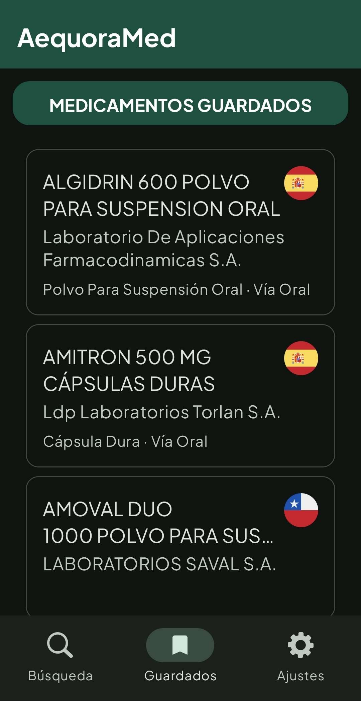 AequoraMed
MEDICAMENTOS GUARDADOS
ALGIDRIN 600 POLVO
PARA SUSPENSION ORAL
Laboratorio De Aplicaciones
Farmacodinamicas S.A.
Polvo Para Suspensión Oral · Vía Oral
AMITRON 500 MG
CÁPSULAS DURAS
Ldp Laboratorios Torlan S.A.
Cápsula Dura · Vía Oral
AMOVAL DUO
1000 POLVO PARA SUS...
LABORATORIOS SAVAL S.A.
Búsqueda
Guardados
Ajustes